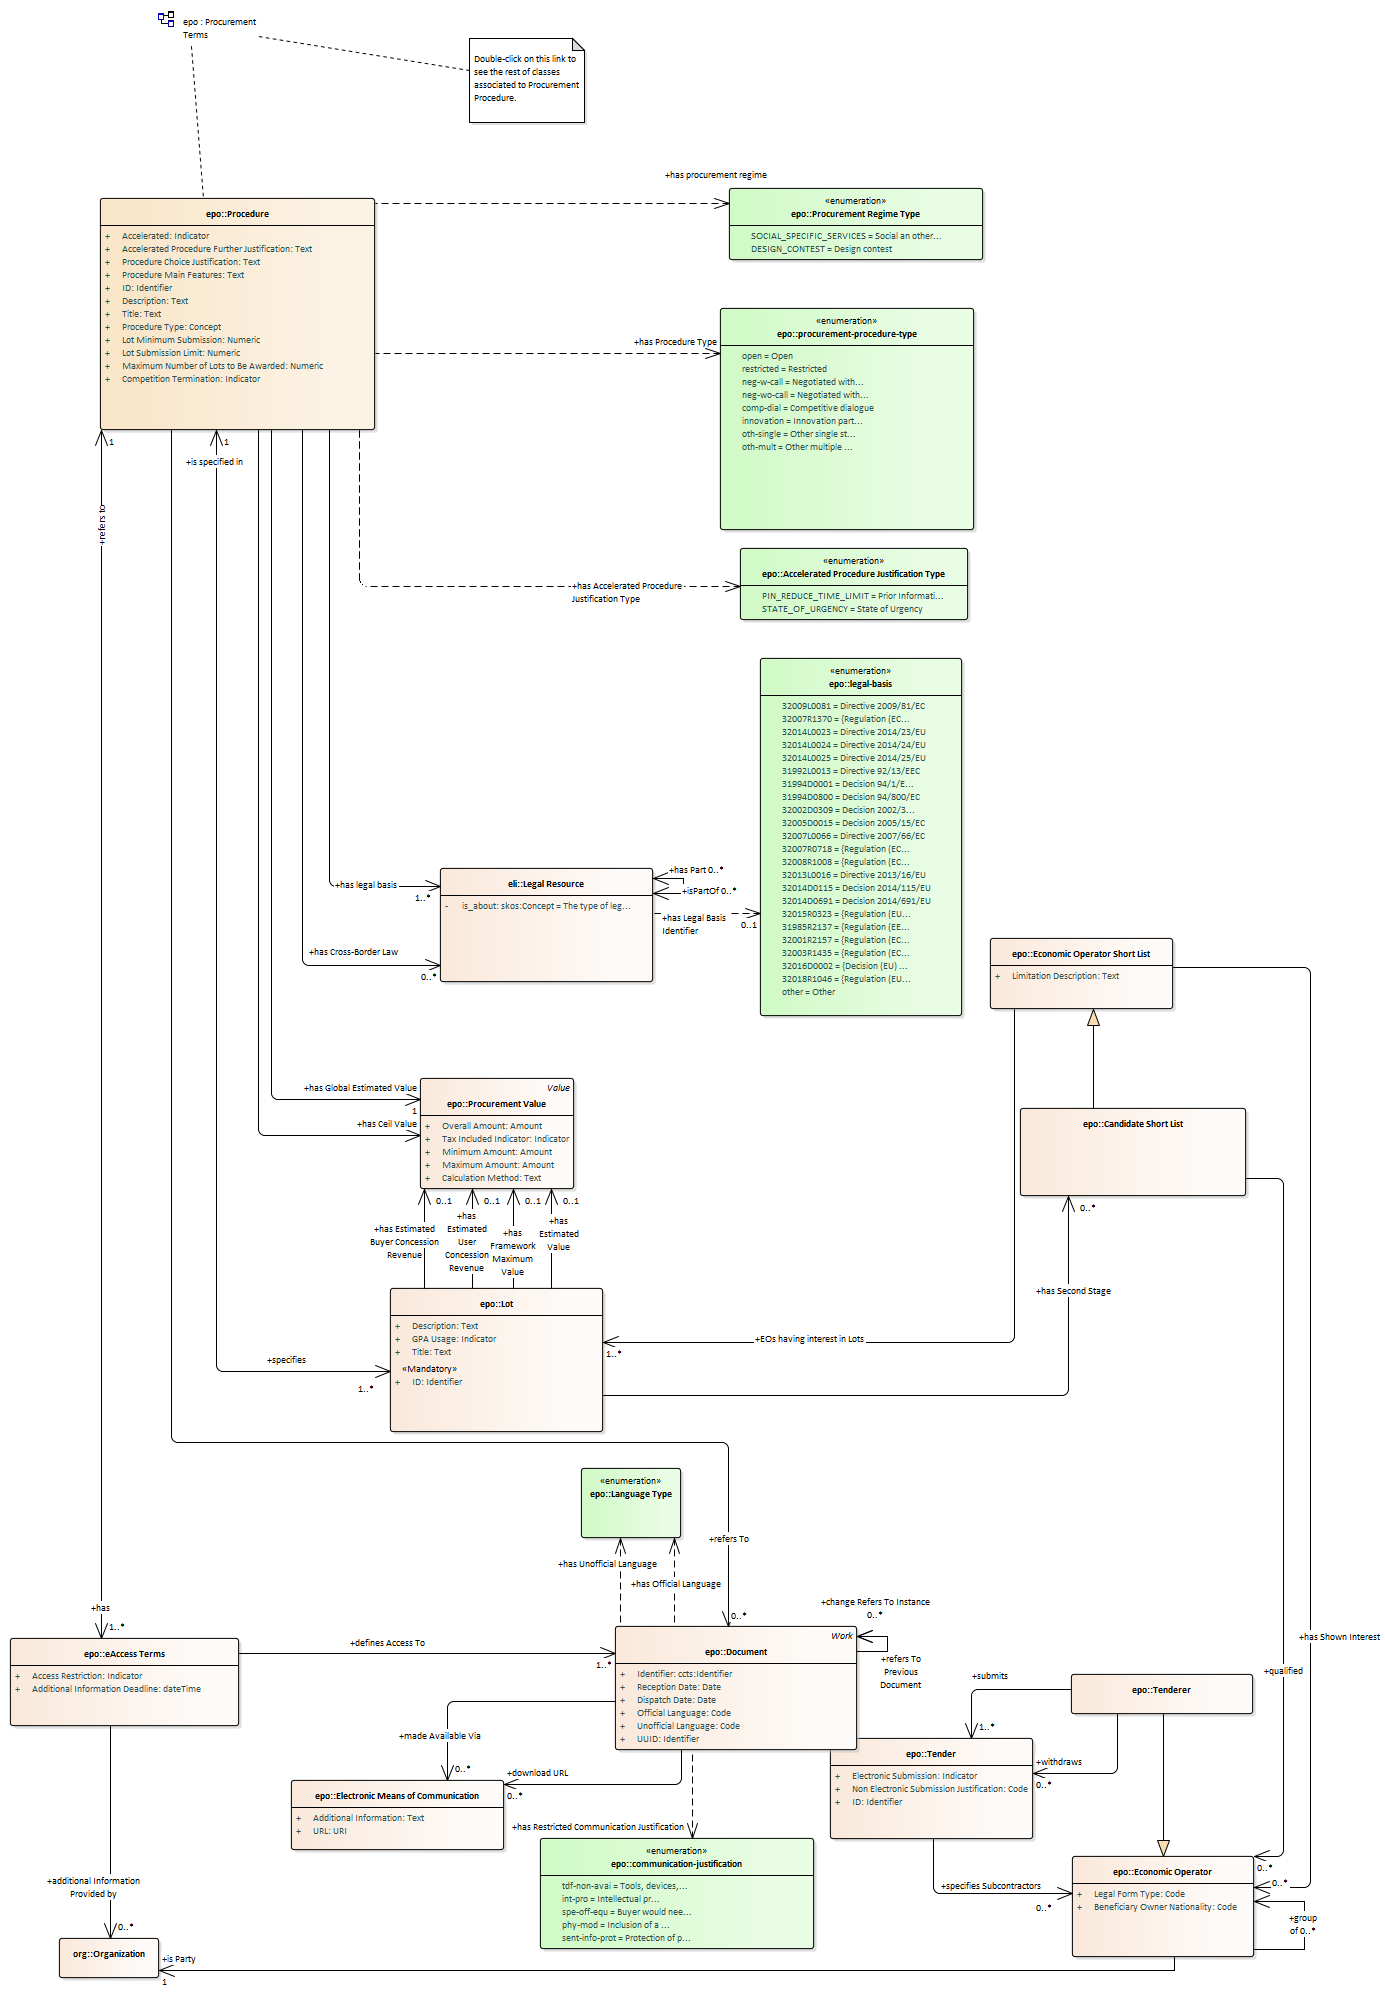 epo : Procurement
Terms
Double-click on this link to
see the rest of classes
associated to Procurement
Procedure.
+has procurement regime
epo::Procedure
+ Accelerated: Indicator
+ Accelerated Procedure Further Justification: Text
+ Procedure Choice Justification: Text
+ Procedure Main Features: Text
+ ID: Identifier
+ Description: Text
+ Title: Text
+ Procedure Type: Concept
+ Lot Minimum Submission: Numeric
+ Lot Submission Limit: Numeric
+ Maximum Number of Lots to Be Awarded: Numeric
+ Competition Termination: Indicator
«enumeration»
epo::Procurement Regime Type
SOCIAL_SPECIFIC_SERVICES = Social an other...
DESIGN_CONTEST = Design contest
+has Procedure Type
«enumeration»
epo::procurement-procedure-type
open = Open
restricted = Restricted
neg-w-call = Negotiated with...
neg-wo-call = Negotiated with...
comp-dial = Competitive dialogue
innovation = Innovation part...
oth-single = Other single st...
oth-mult = Other multiple ...
1
1
+is specified in
+refers to
+has Accelerated Procedure
Justification Type
«enumeration»
epo::Accelerated Procedure Justification Type
PIN_REDUCE_TIME_LIMIT = Prior Informati...
STATE_OF_URGENCY = State of Urgency
«enumeration»
epo::legal-basis
32009L0081 = Directive 2009/81/EC
32007R1370 = {Regulation (EC...
32014L0023 = Directive 2014/23/EU
32014L0024 = Directive 2014/24/EU
32014L0025 = Directive 2014/25/EU
31992L0013 = Directive 92/13/EEC
31994D0001 = Decision 94/1/E...
31994D0800 = Decision 94/800/EC
32002D0309 = Decision 2002/3...
32005D0015 = Decision 2005/15/EC
32007L0066 = Directive 2007/66/EC
32007R0718 = {Regulation (EC...
32008R1008 = {Regulation (EC...
32013L0016 = Directive 2013/16/EU
32014D0115 = Decision 2014/115/EU
32014D0691 = Decision 2014/691/EU
32015R0323 = {Regulation (EU...
31985R2137 = {Regulation (EE...
32001R2157 = {Regulation (EC...
32003R1435 = {Regulation (EC...
32016D0002 = {Decision (EU) ...
32018R1046 = {Regulation (EU...
other = Other
+has legal basis
1..*
+has Cross-Border Law
0..*
eli::Legal Resource
- is_about: skos:Concept = The type of leg...
+has Part 0..*
+isPartOf 0..*
+has Legal Basis
Identifier
0..1
epo::Economic Operator Short List
+ Limitation Description: Text
+has Global Estimated Value
1
+has Ceil Value
Value
epo::Procurement Value
+ Overall Amount: Amount
+ Tax Included Indicator: Indicator
+ Minimum Amount: Amount
+ Maximum Amount: Amount
+ Calculation Method: Text
epo::Candidate Short List
0..*
0..1
0..1
0..1
0..1
+has Estimated
Buyer Concession
Revenue
+has
Estimated
User
Concession
Revenue
+has
Framework
Maximum
Value
+has
Estimated
Value
+has Second Stage
epo::Lot
+ Description: Text
+ GPA Usage: Indicator
+ Title: Text
«Mandatory»
+ ID: Identifier
+EOs having interest in Lots
1..*
+specifies
1..*
«enumeration»
epo::Language Type
+refers To
0..*
+has Unofficial Language
+has Official Language
+has
1..*
+change Refers To Instance
0..*
+refers To
Previous
Document
+has Shown Interest
+qualified
epo::eAccess Terms
+ Access Restriction: Indicator
+ Additional Information Deadline: dateTime
+defines Access To
1..*
Work
epo::Document
+ Identifier: ccts:Identifier
+ Reception Date: Date
+ Dispatch Date: Date
+ Official Language: Code
+ Unofficial Language: Code
+ UUID: Identifier
+submits
1..*
epo::Tenderer
+withdraws
0..*
epo::Tender
+ Electronic Submission: Indicator
+ Non Electronic Submission Justification: Code
+ ID: Identifier
+made Available Via
0..*
+download URL
0..*
epo::Electronic Means of Communication
+ Additional Information: Text
+ URL: URI
+has Restricted Communication Justification
«enumeration»
epo::communication-justification
tdf-non-avai = Tools, devices,...
int-pro = Intellectual pr...
spe-off-equ = Buyer would nee...
phy-mod = Inclusion of a ...
sent-info-prot = Protection of p...
+specifies Subcontractors
0..*
0..*
0..*
epo::Economic Operator
+ Legal Form Type: Code
+ Beneficiary Owner Nationality: Code
+group
of 0..*
+additional Information
Provided by
0..*
org::Organization
+is Party
1